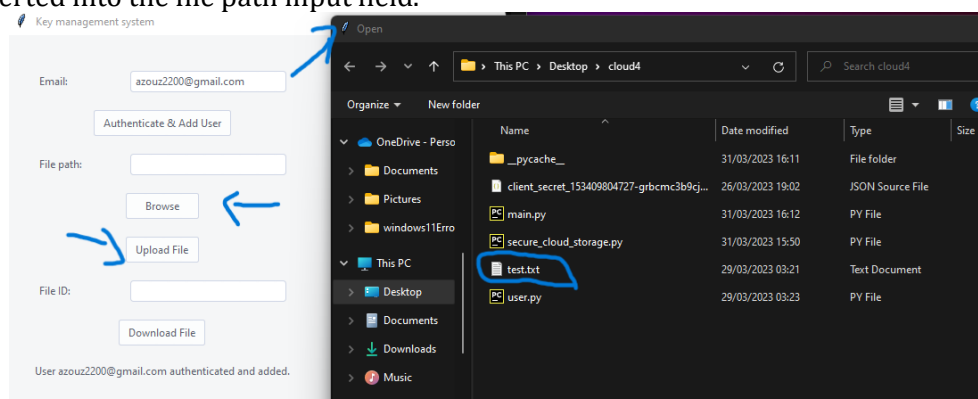 erted into the file path input field.
Key management system
Email:
azouz2200@gmail.com
Authenticate & Add User
File path:
Browse
Upload File
File ID:
Download File
User azouz2200@gmail.com authenticated and added.
Open
This PC > Desktop > cloud4
Search cloud4
Organize
New folder
Name
Date modified
Type
Size
OneDrive - Perso
Documents
Pictures
windows11Erro
This PC
Desktop
Documents
Downloads
Music
__pycache__
31/03/2023 16:11
File folder
client_secret_153409804727-grbcmc3b9cj...
26/03/2023 19:02
JSON Source File
main.py
31/03/2023 16:12
PY File
secure_cloud_storage.py
31/03/2023 15:50
PY File
test.txt
29/03/2023 03:21
Text Document
user.py
29/03/2023 03:23
PY File